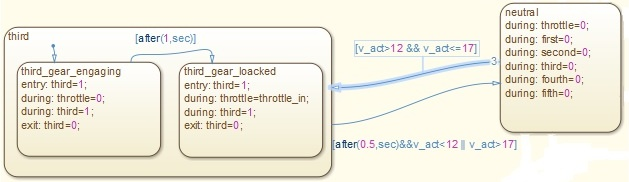 third
[after(1,sec)]
third_gear_engaging
entry: third=1;
during: throttle=0;
during: third=1;
exit: third=0;
third_gear_loacked
entry: third=1;
during: throttle=throttle_in;
during: third=1;
exit: third=0;
[v_act>12 && v_act<=17]
3
[after(0.5,sec)&&v_act<12 || v_act>17]
neutral
during: throttle=0;
during: first=0;
during: second=0;
during: third=0;
during: fourth=0;
during: fifth=0;